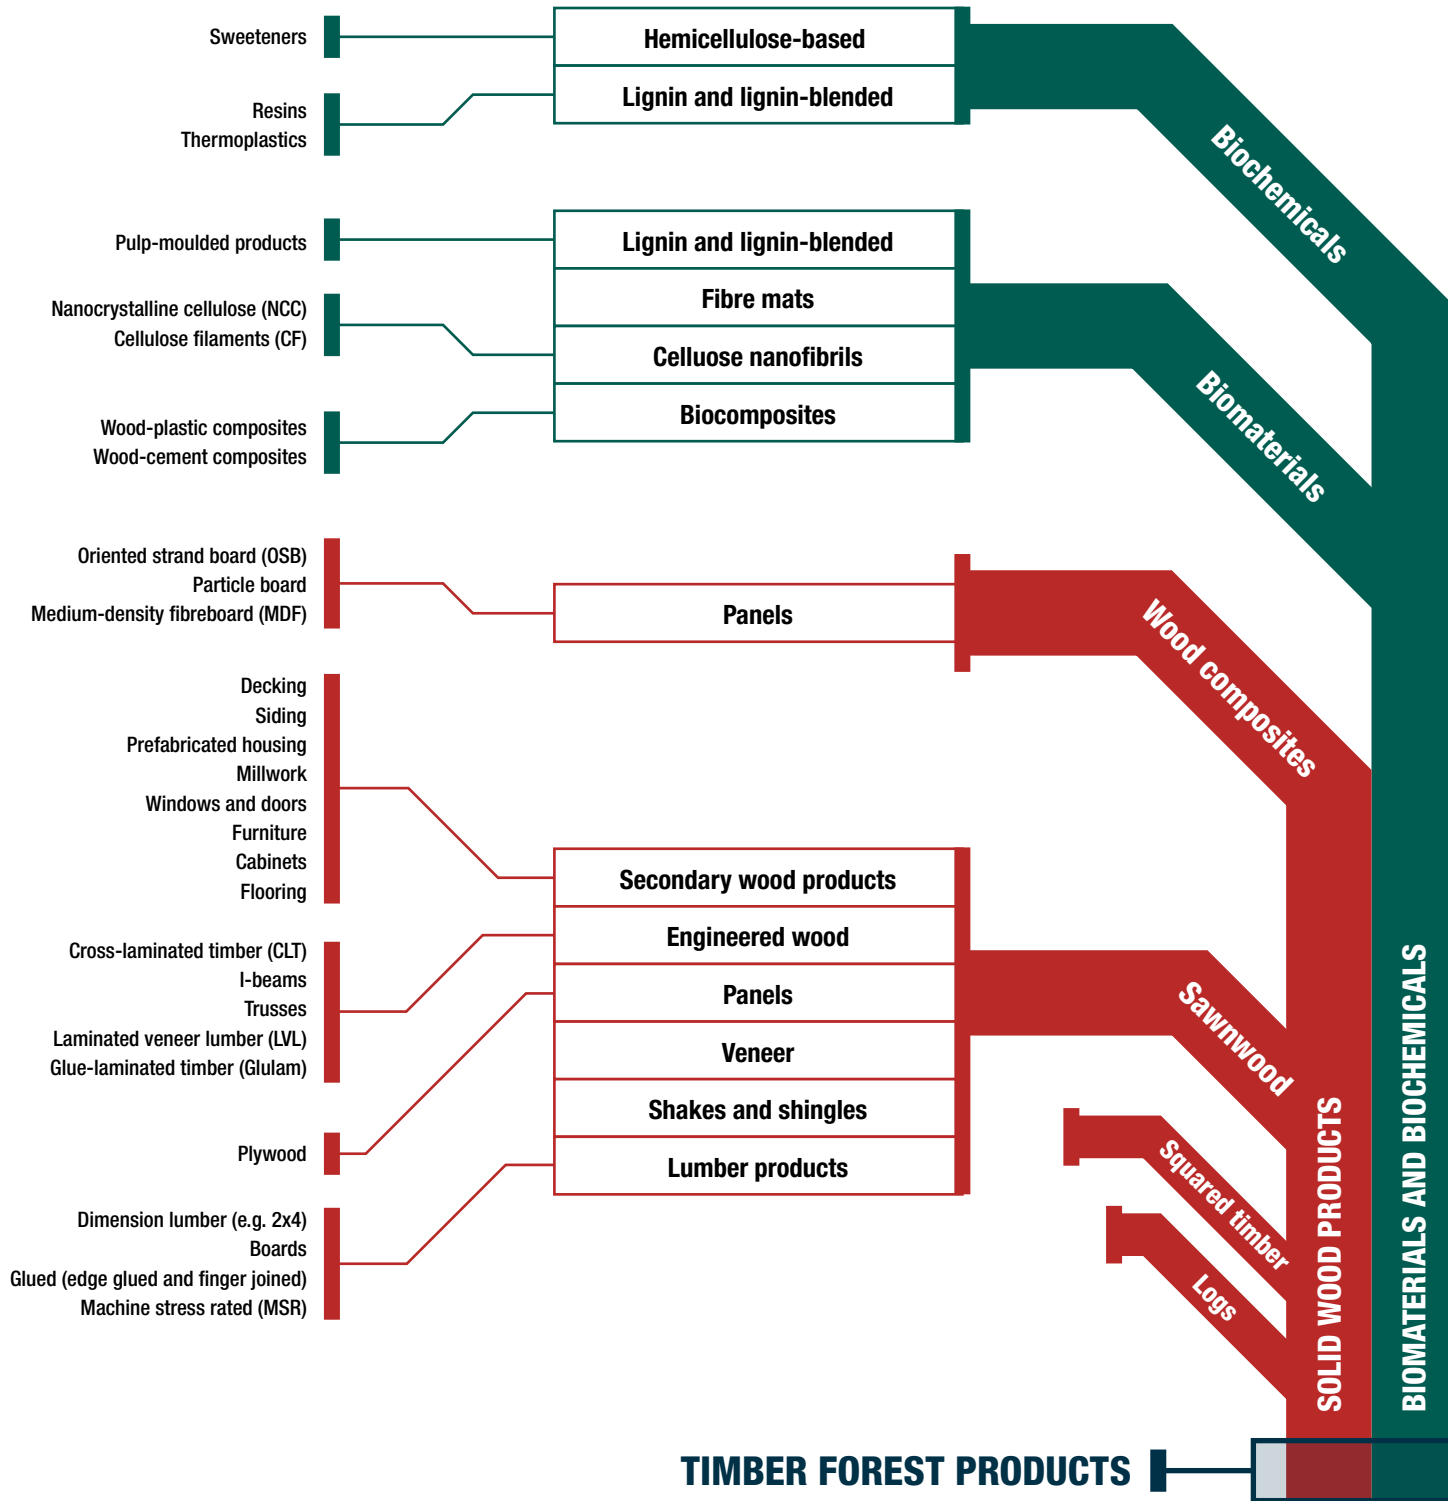 Sweeteners
Hemicellulose-based
Resins
Thermoplastics
Lignin and lignin-blended
Biochemicals
Pulp-moulded products
Lignin and lignin-blended
Nanocrystalline cellulose (NCC)
Cellulose filaments (CF)
Fibre mats
Celluose nanofibrils
Wood-plastic composites
Wood-cement composites
Biocomposites
Biomaterials
Oriented strand board (OSB)
Particle board
Medium-density fibreboard (MDF)
Panels
Wood composites
Decking
Siding
Prefabricated housing
Millwork
Windows and doors
Furniture
Cabinets
Flooring
Secondary wood products
Cross-laminated timber (CLT)
I-beams
Trusses
Laminated veneer lumber (LVL)
Glue-laminated timber (Glulam)
Engineered wood
Panels
Veneer
Shakes and shingles
Lumber products
Plywood
Dimension lumber (e.g. 2x4)
Boards
Glued (edge glued and finger joined)
Machine stress rated (MSR)
Sawnwood
Squared timber
Logs
SOLID WOOD PRODUCTS
BIOMATERIALS AND BIOCHEMICALS
TIMBER FOREST PRODUCTS